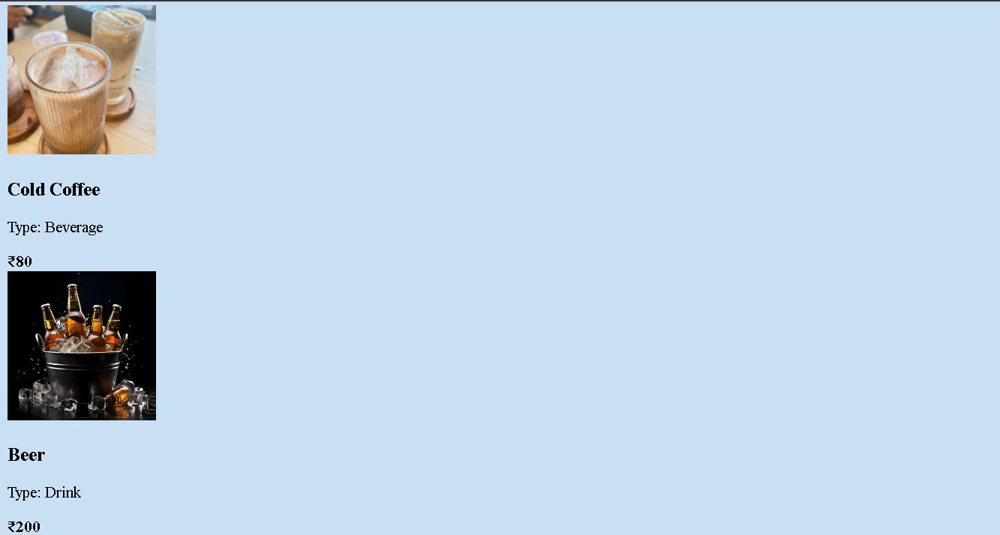 Cold Coffee
Type: Beverage
₹80
Beer
Type: Drink
₹200